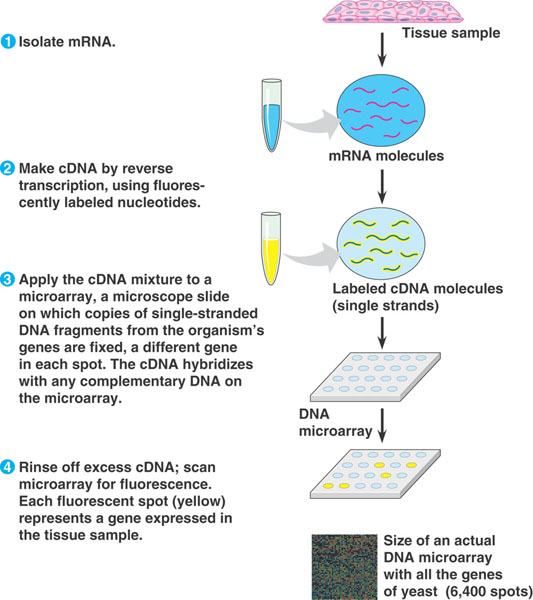 Tissue sample
1 Isolate mRNA.
mRNA molecules
2 Make cDNA by reverse
transcription, using fluores-
cently labeled nucleotides.
Labeled cDNA molecules
(single strands)
3 Apply the cDNA mixture to a
microarray, a microscope slide
on which copies of single-stranded
DNA fragments from the organism’s
genes are fixed, a different gene
in each spot. The cDNA hybridizes
with any complementary DNA on
the microarray.
DNA
microarray
4 Rinse off excess cDNA; scan
microarray for fluorescence.
Each fluorescent spot (yellow)
represents a gene expressed in
the tissue sample.
Size of an actual
DNA microarray
with all the genes
of yeast (6,400 spots)